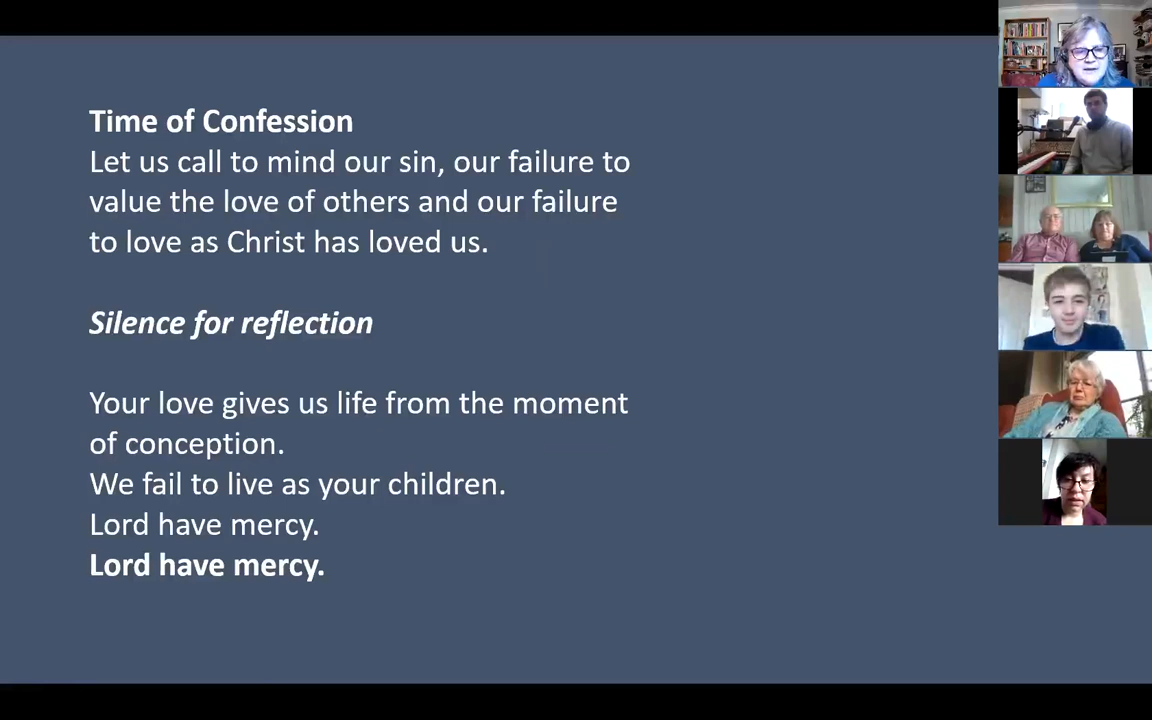 Time of Confession
Let us call to mind our sin, our failure to
value the love of others and our failure
to love as Christ has loved us.
Silence for reflection
Your love gives us life from the moment
of conception.
We fail to live as your children.
Lord have mercy.
Lord have mercy.